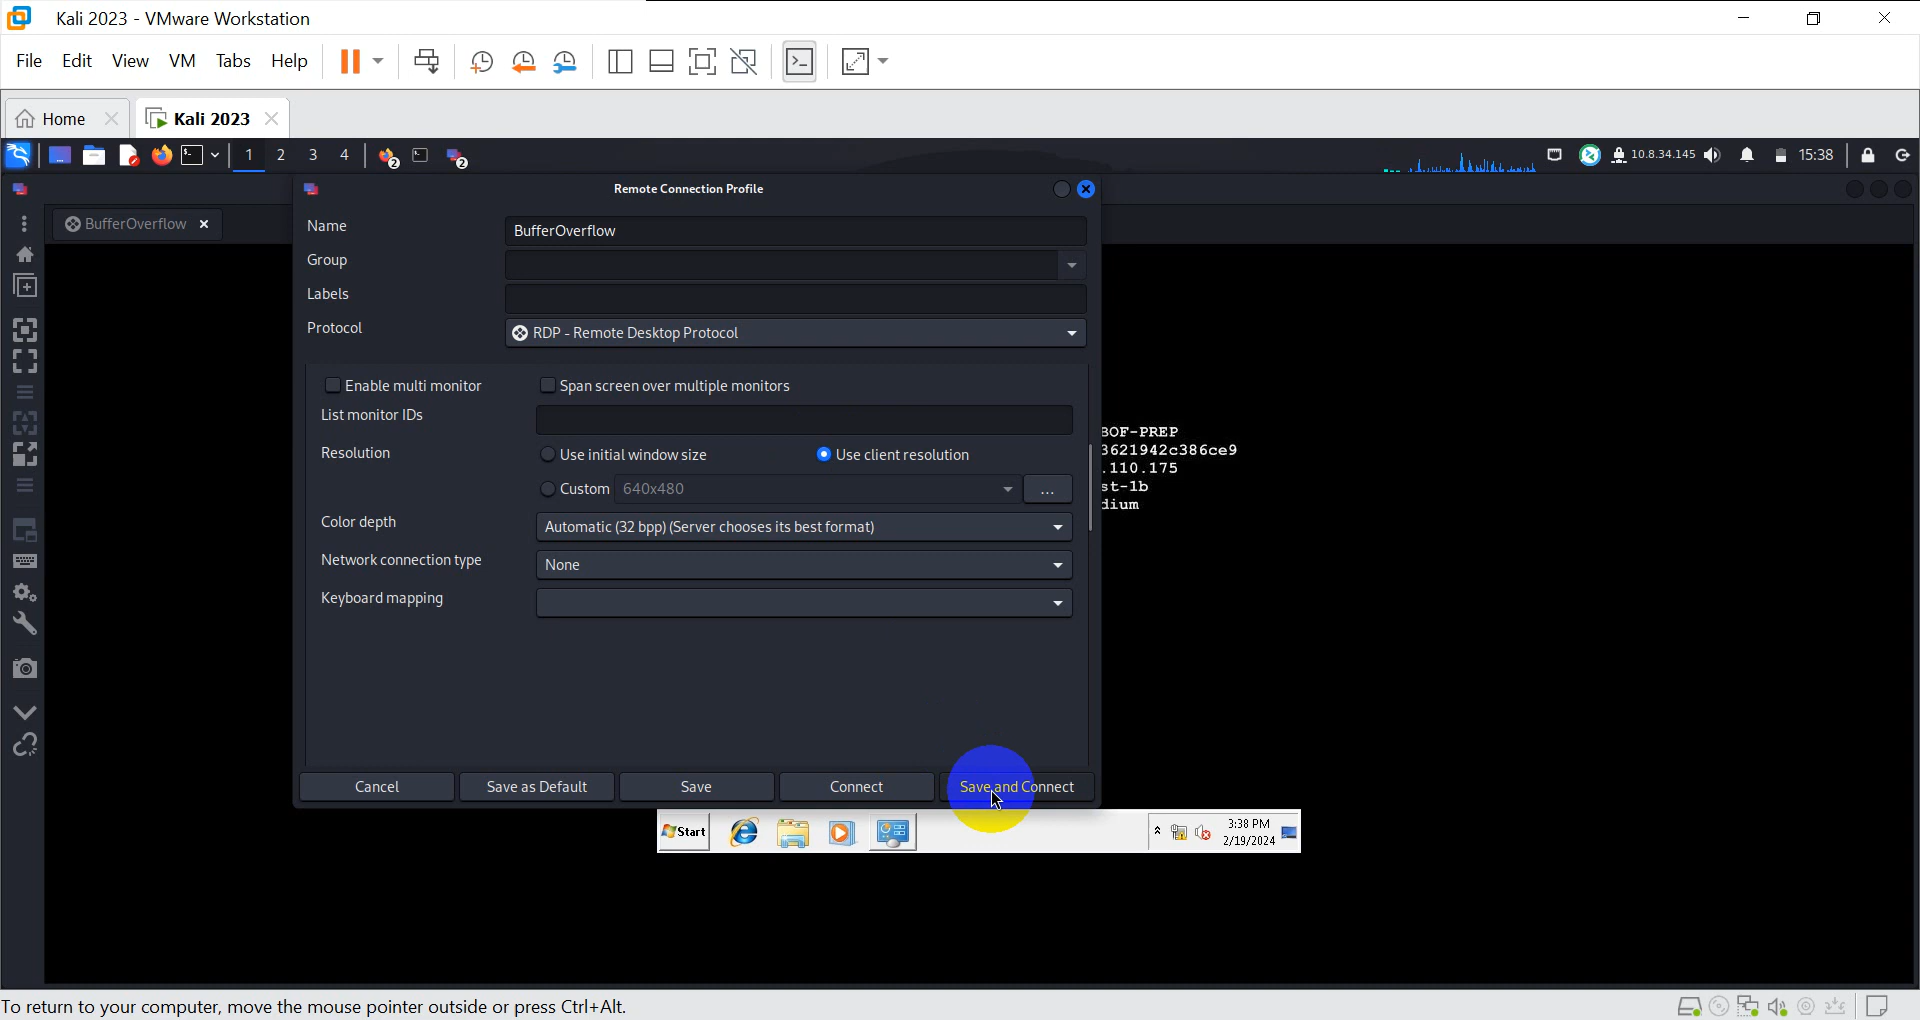 Kali 2023 - VMware Workstation
File Edit View VM Tabs Help
Home Kali 2023
1 2 3 4 2 2 10.8.34.145 15:38
Remote Connection Profile
BufferOverflow
Name BufferOverflow
Group
Labels
Protocol RDP - Remote Desktop Protocol
Enable multi monitor Span screen over multiple monitors
List monitor IDs
BOF-PREP
Resolution Use initial window size Use client resolution
3621942c386ce9
.110.175
Custom 640x480 ...
st-1b
dium
Color depth Automatic (32 bpp) (Server chooses its best format)
Network connection type None
Keyboard mapping
Cancel Save as Default Save Connect Save and Connect
Start 3:38 PM
2/19/2024
To return to your computer, move the mouse pointer outside or press Ctrl+Alt.